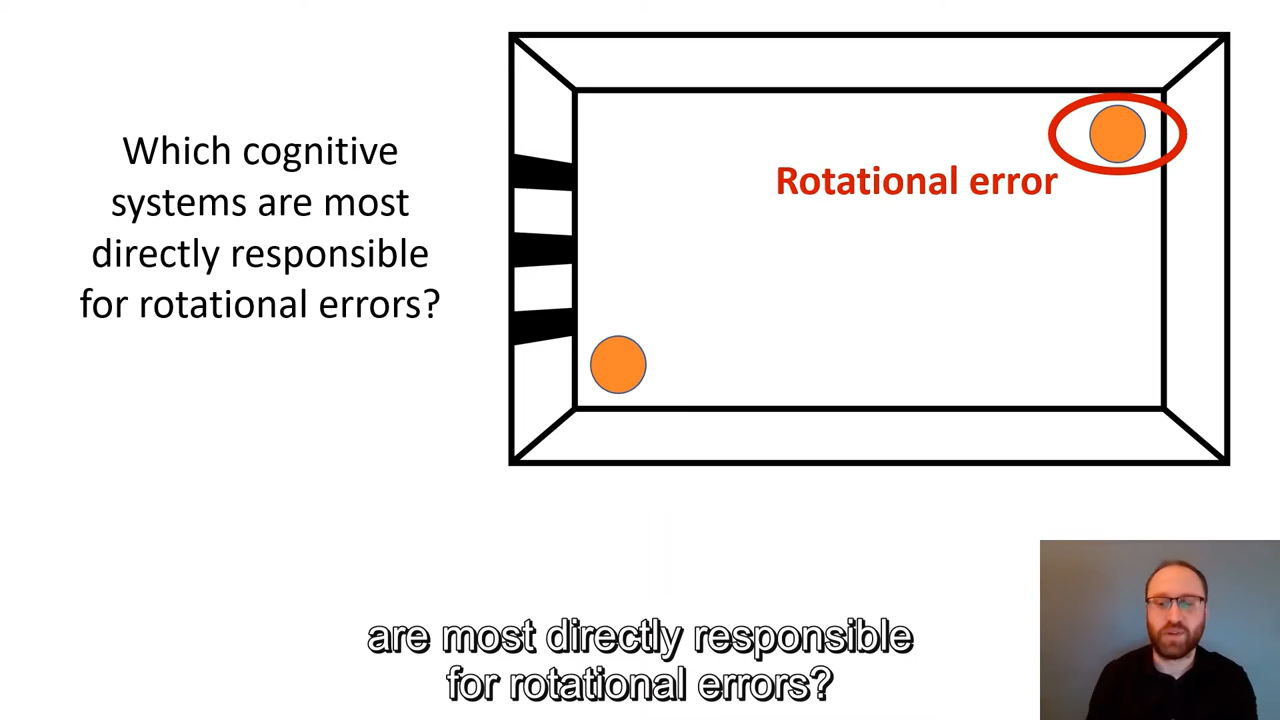 Which cognitive
systems are most
directly responsible
for rotational errors?
Rotational error
are most directly responsible
for rotational errors?